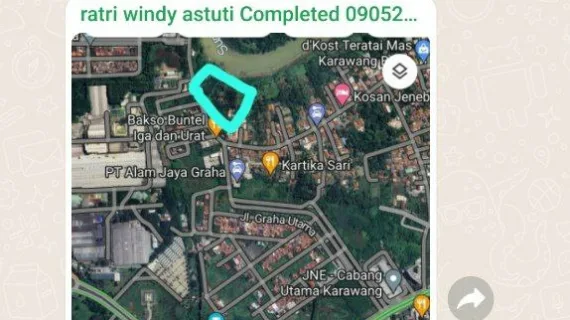 ratri windy astuti Completed 09052...
d'Kost Teratai Mas
Karawang
Kosan Jeneb
Bakso Buntel
Iga dan Urat
PT Alam Jaya Graha
Kartika Sari
Jl. Graha Utama
JNE - Cabang
Utama Karawang